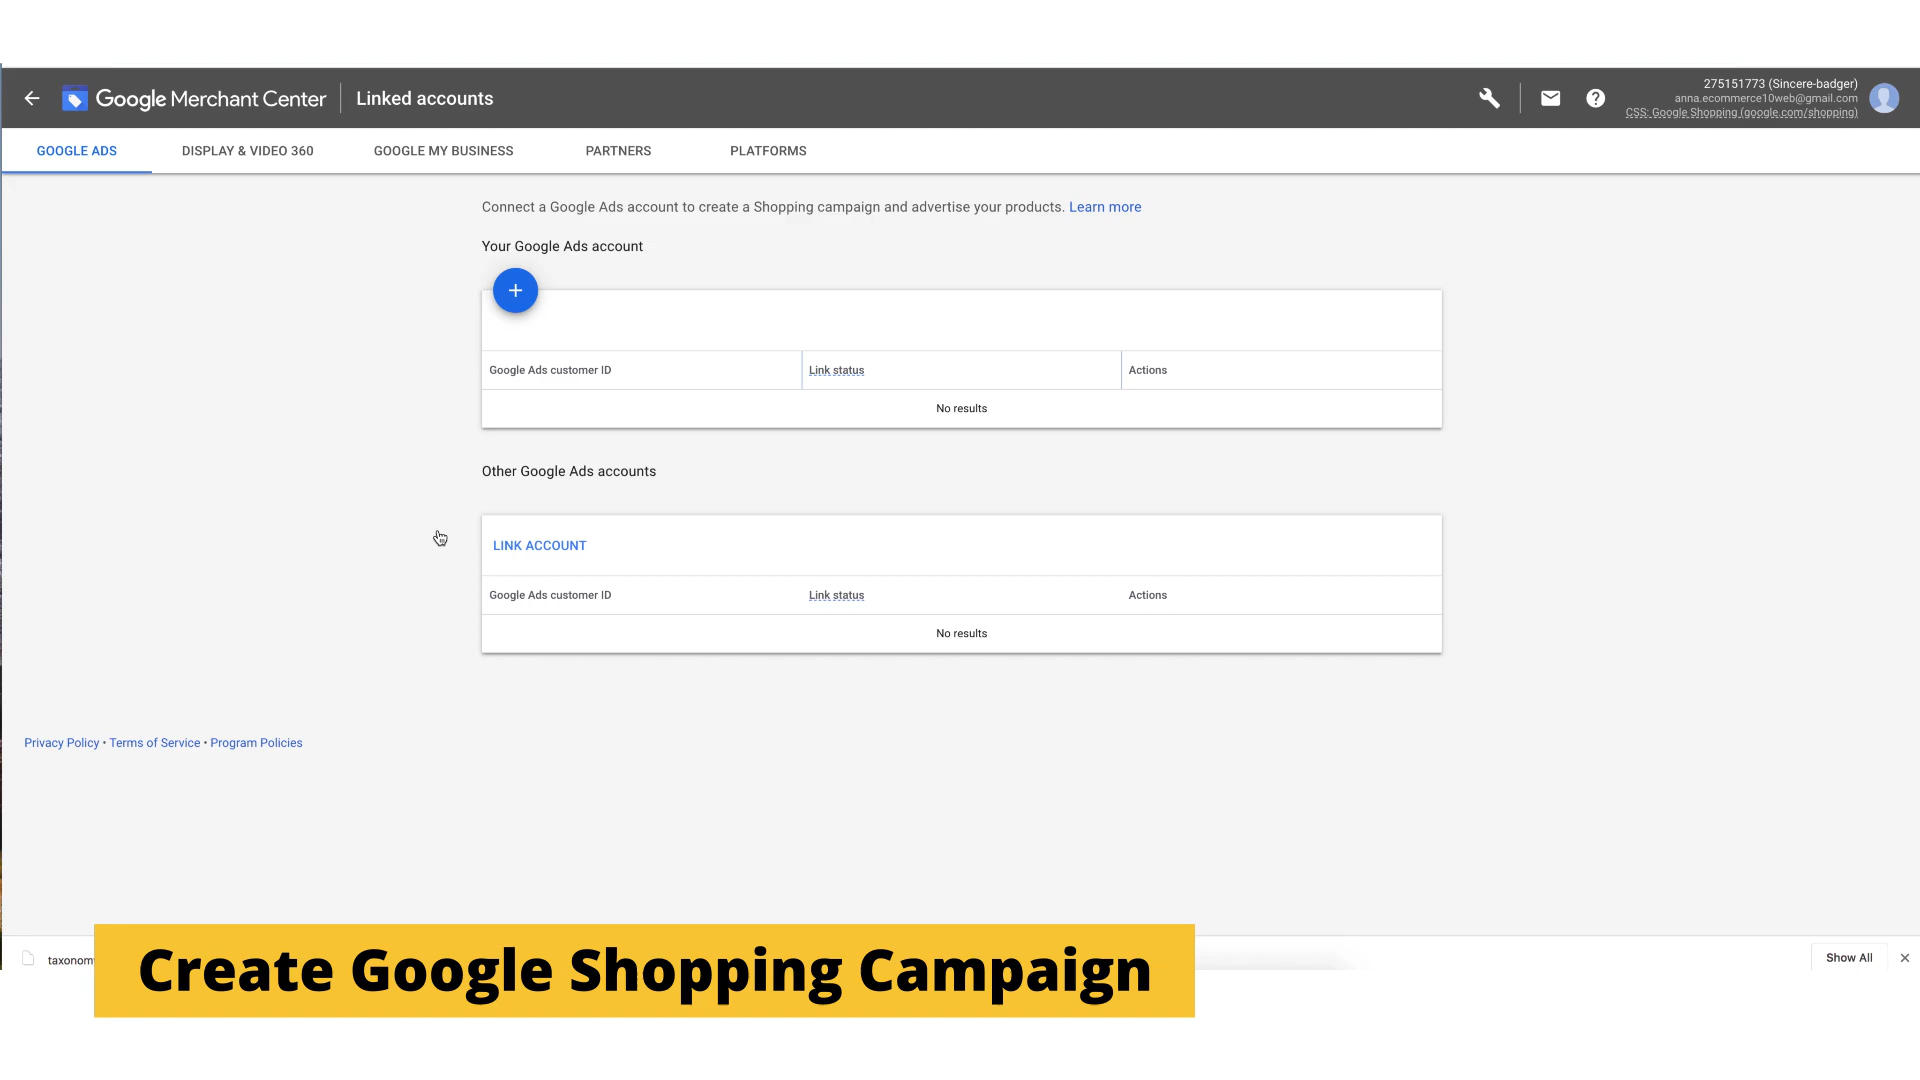 Google Merchant Center
Linked accounts
275151773 (Sincere-badger)
anna.ecommerce10web@gmail.com
CSS: Google Shopping (google.com/shopping)
GOOGLE ADS
DISPLAY & VIDEO 360
GOOGLE MY BUSINESS
PARTNERS
PLATFORMS
Connect a Google Ads account to create a Shopping campaign and advertise your products. Learn more
Your Google Ads account
+
Google Ads customer ID
Link status
Actions
No results
Other Google Ads accounts
LINK ACCOUNT
Google Ads customer ID
Link status
Actions
No results
Privacy Policy • Terms of Service • Program Policies
Create Google Shopping Campaign
Show All